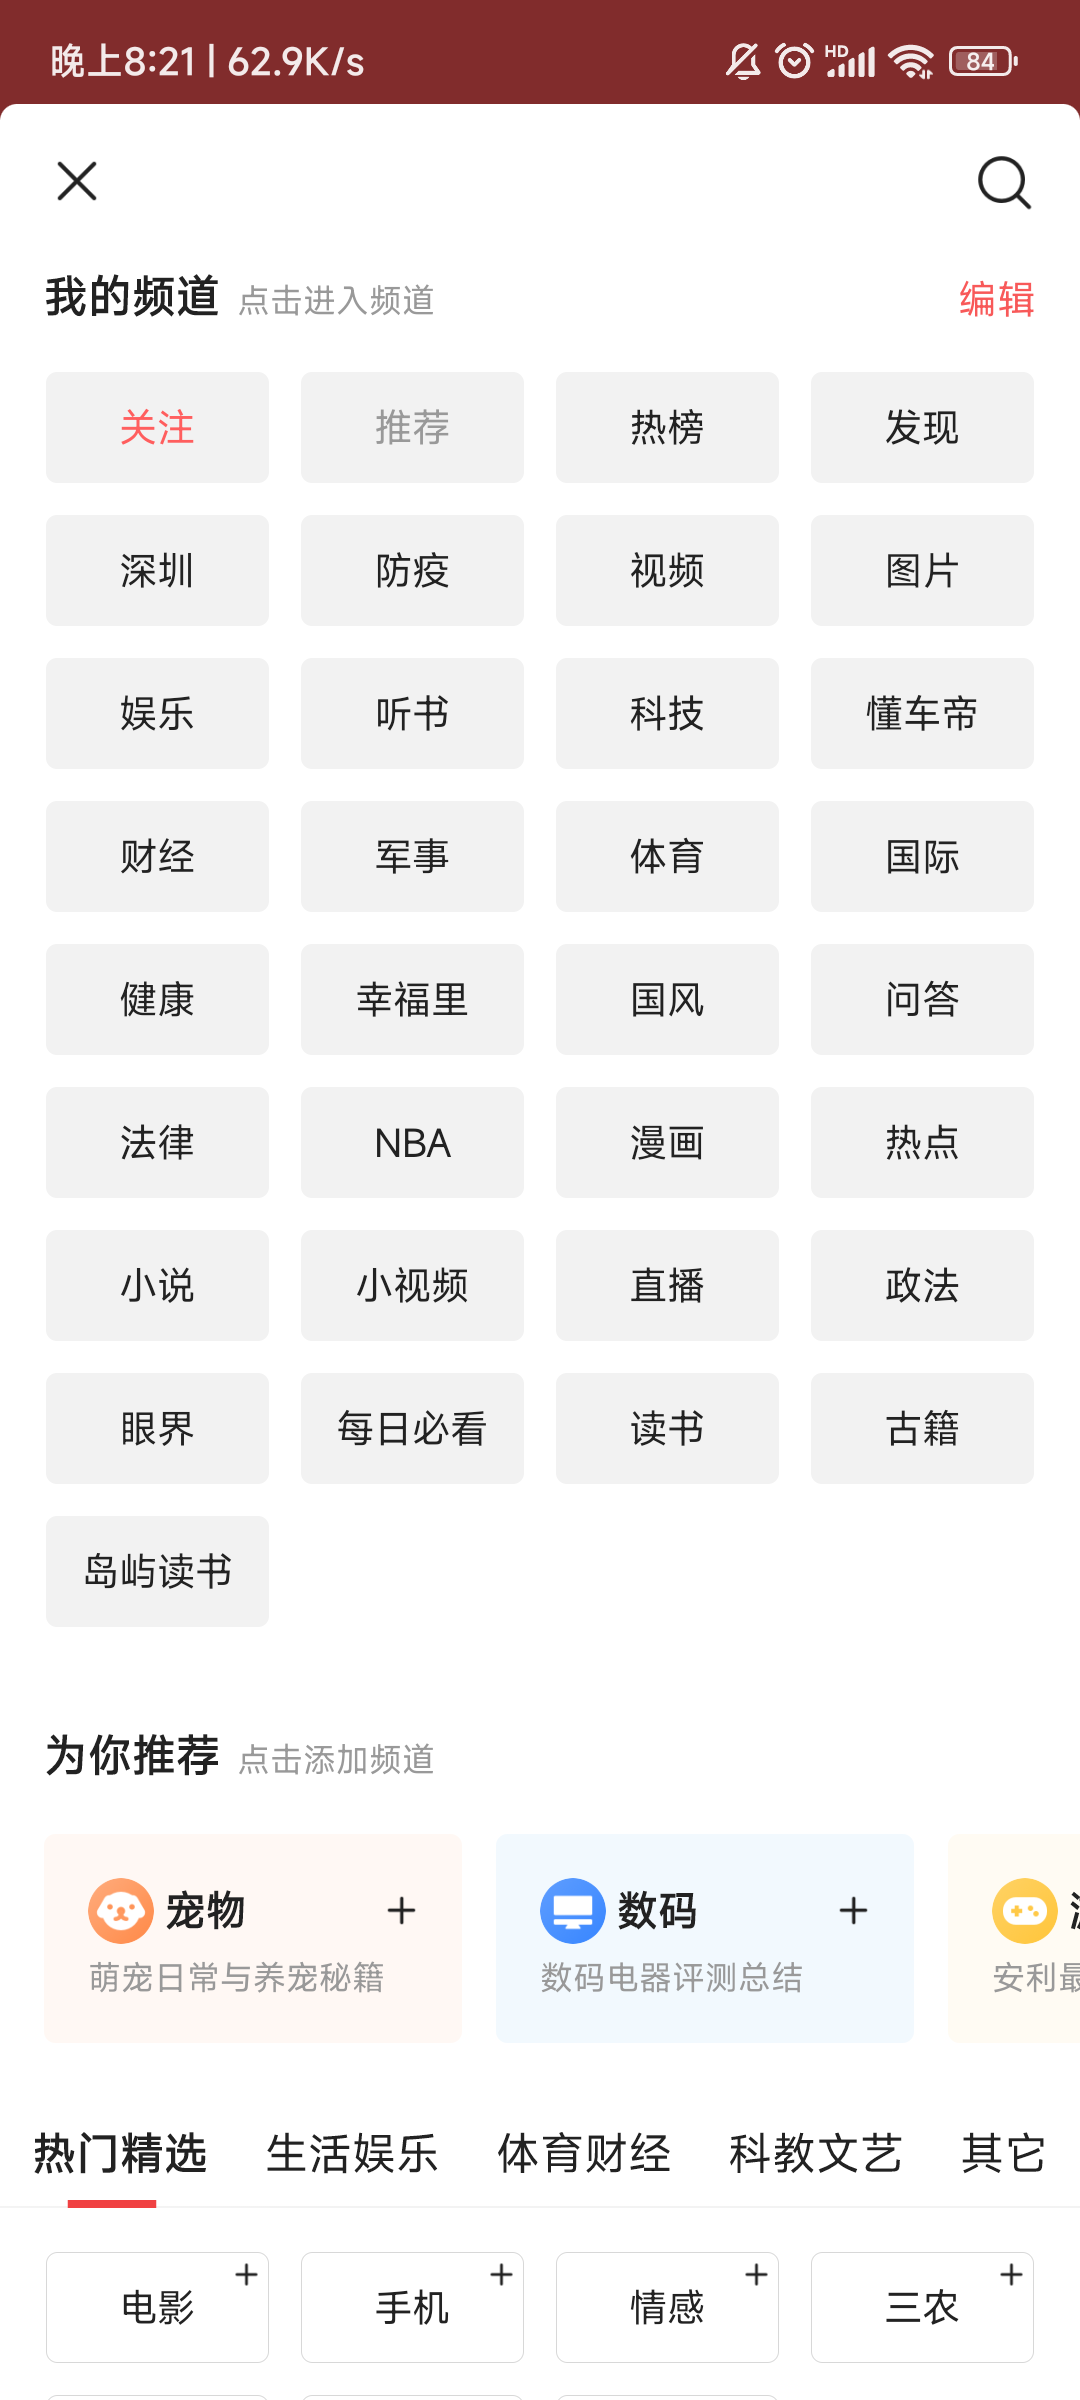 晚上8:21 | 62.9K/s
HD
84
我的频道 点击进入频道 编辑
关注 推荐 热榜 发现
深圳 防疫 视频 图片
娱乐 听书 科技 懂车帝
财经 军事 体育 国际
健康 幸福里 国风 问答
法律 NBA 漫画 热点
小说 小视频 直播 政法
眼界 每日必看 读书 古籍
岛屿读书
为你推荐 点击添加频道
宠物 数码
萌宠日常与养宠秘籍 数码电器评测总结 安利最
热门精选 生活娱乐 体育财经 科教文艺 其它
电影 手机 情感 三农